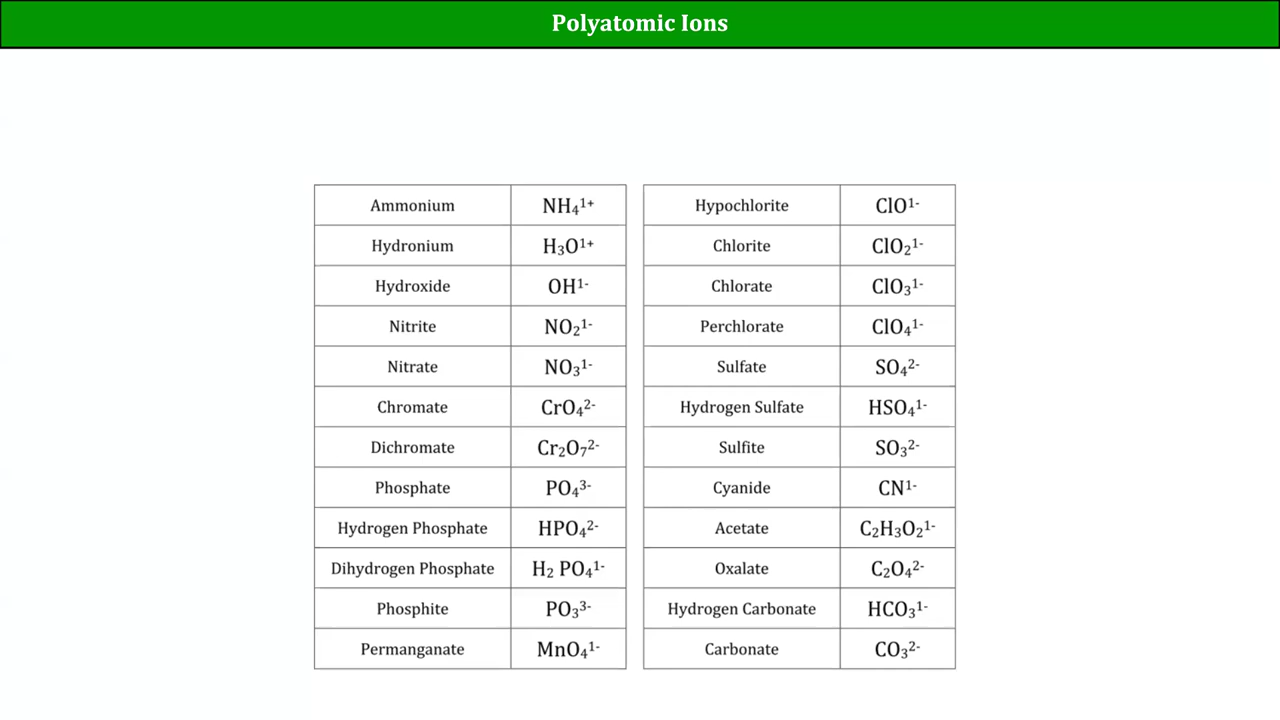 Polyatomic Ions
Ammonium NH₄¹⁺
Hydronium H₃O¹⁺
Hydroxide OH¹⁻
Nitrite NO₂¹⁻
Nitrate NO₃¹⁻
Chromate CrO₄²⁻
Dichromate Cr₂O₇²⁻
Phosphate PO₄³⁻
Hydrogen Phosphate HPO₄²⁻
Dihydrogen Phosphate H₂ PO₄¹⁻
Phosphite PO₃³⁻
Permanganate MnO₄¹⁻
Hypochlorite ClO¹⁻
Chlorite ClO₂¹⁻
Chlorate ClO₃¹⁻
Perchlorate ClO₄¹⁻
Sulfate SO₄²⁻
Hydrogen Sulfate HSO₄¹⁻
Sulfite SO₃²⁻
Cyanide CN¹⁻
Acetate C₂H₃O₂¹⁻
Oxalate C₂O₄²⁻
Hydrogen Carbonate HCO₃¹⁻
Carbonate CO₃²⁻